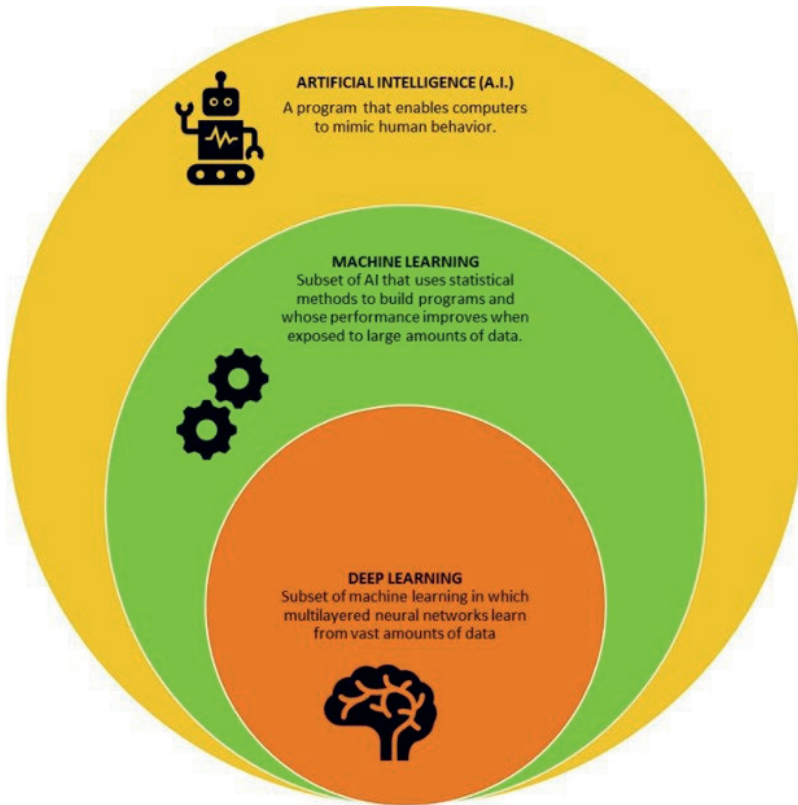 ARTIFICIAL INTELLIGENCE (A.I.)
A program that enables computers
to mimic human behavior.
MACHINE LEARNING
Subset of AI that uses statistical
methods to build programs and
whose performance improves when
exposed to large amounts of data.
DEEP LEARNING
Subset of machine learning in which
multilayered neural networks learn
from vast amounts of data